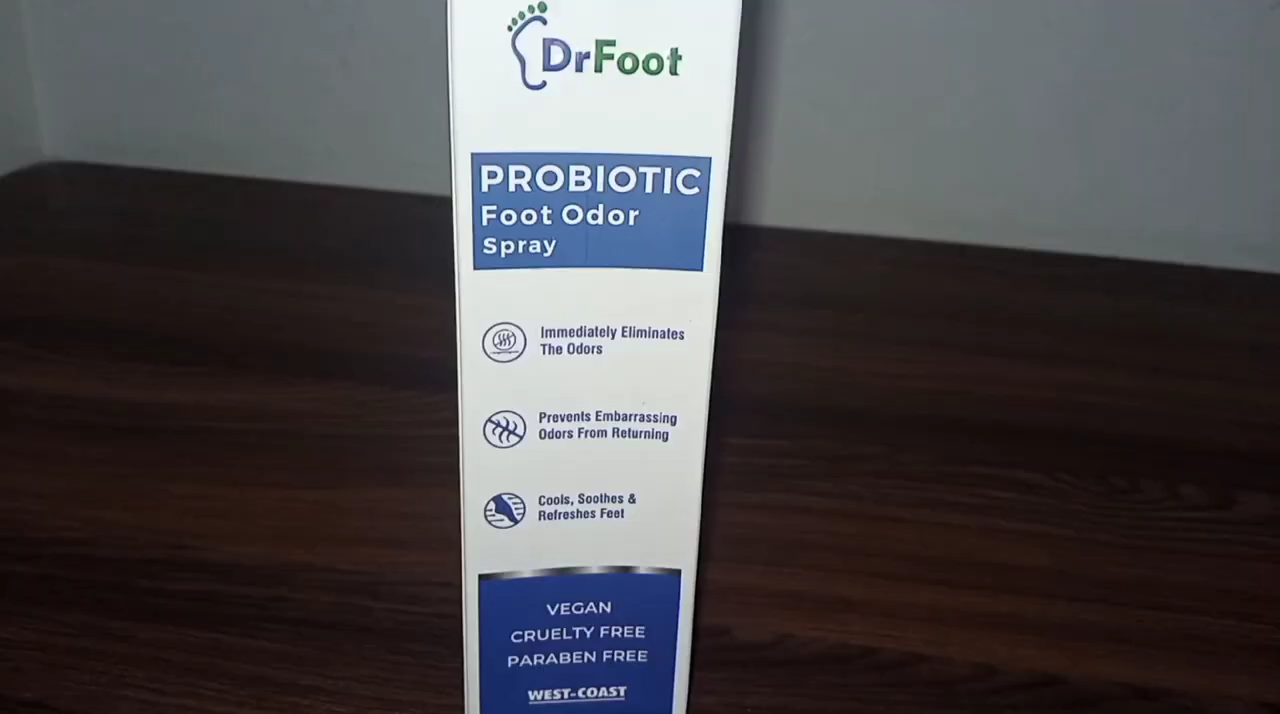 DrFoot
PROBIOTIC
Foot Odor
Spray
Immediately Eliminates
The Odors
Prevents Embarrassing
Odors From Returning
Cools, Soothes &
Refreshes Feet
VEGAN
CRUELTY FREE
PARABEN FREE
WEST-COAST